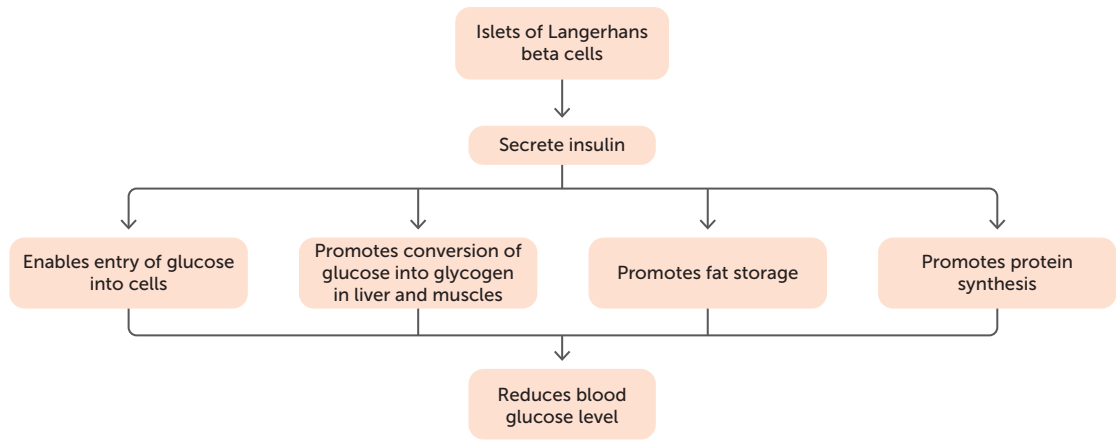 Islets of Langerhans
beta cells
Secrete insulin
Enables entry of glucose
into cells
Promotes conversion of
glucose into glycogen
in liver and muscles
Promotes fat storage
Promotes protein
synthesis
Reduces blood
glucose level